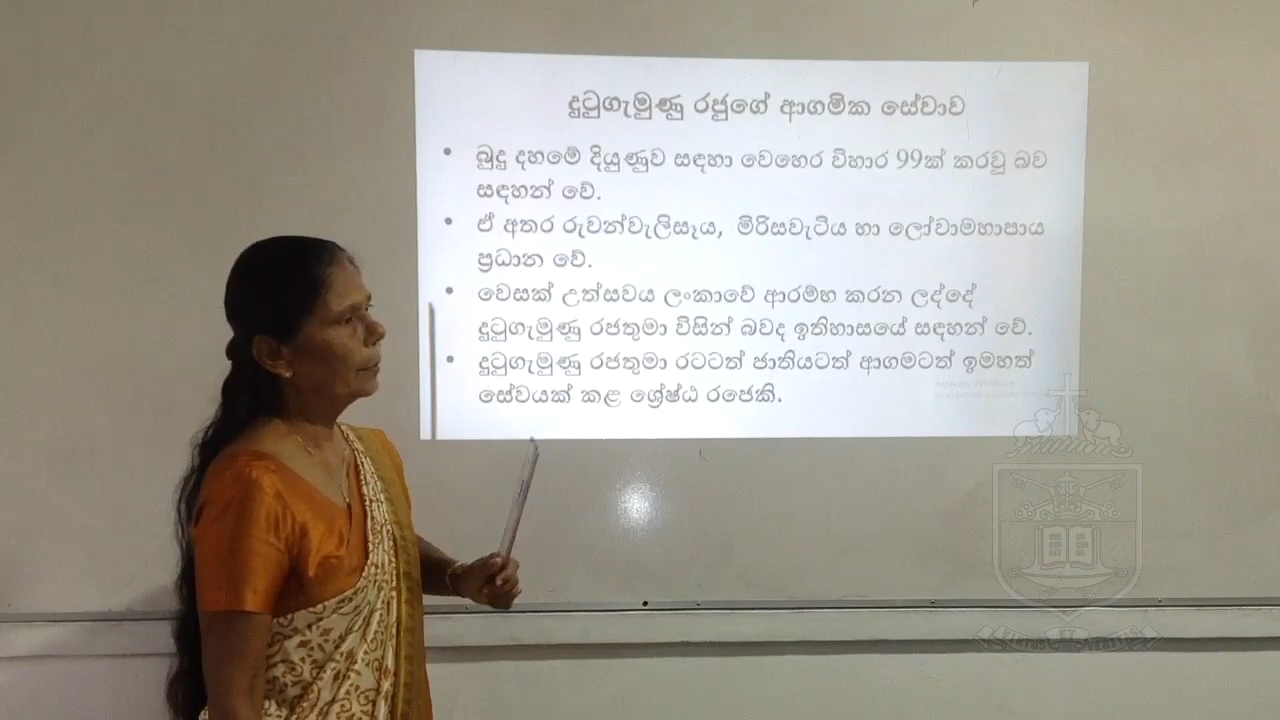 දුටුගැමුණු රජුගේ ආගමික සේවාව
• බුදු දහමේ දියුණුව සඳහා වෙහෙර විහාර 99ක් කරවූ බව
සඳහන් වේ.
• ඒ අතර රුවන්වැලිසෑය, මිරිසවැටිය හා ලෝවාමහාපාය
ප්‍රධාන වේ.
• වෙසක් උත්සවය ලංකාවේ ආරම්භ කරන ලද්දේ
දුටුගැමුණු රජතුමා විසින් බවද ඉතිහාසයේ සඳහන් වේ.
• දුටුගැමුණු රජතුමා රටටත් ජාතියටත් ආගමටත් ඉමහත්
සේවයක් කළ ශ්‍රේෂ්ඨ රජෙකි.